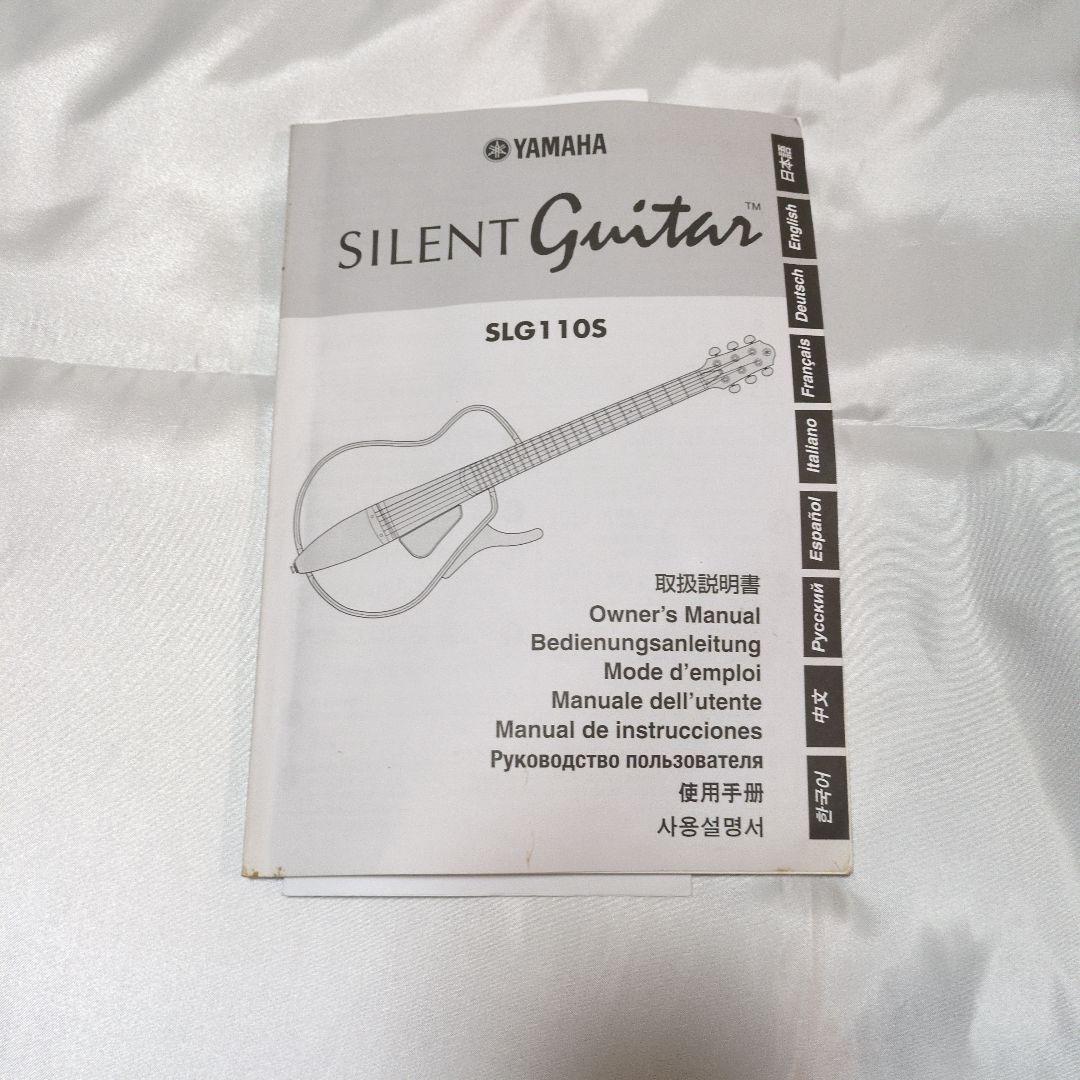 YAMAHA
SILENT Guitar™
SLG110S
取扱説明書
Owner's Manual
Bedienungsanleitung
Mode d'emploi
Manuale dell'utente
Manual de instrucciones
Руководство пользователя
使用手册
사용설명서
日本語
English
Deutsch
Français
Italiano
Español
Русский
中文
한국어